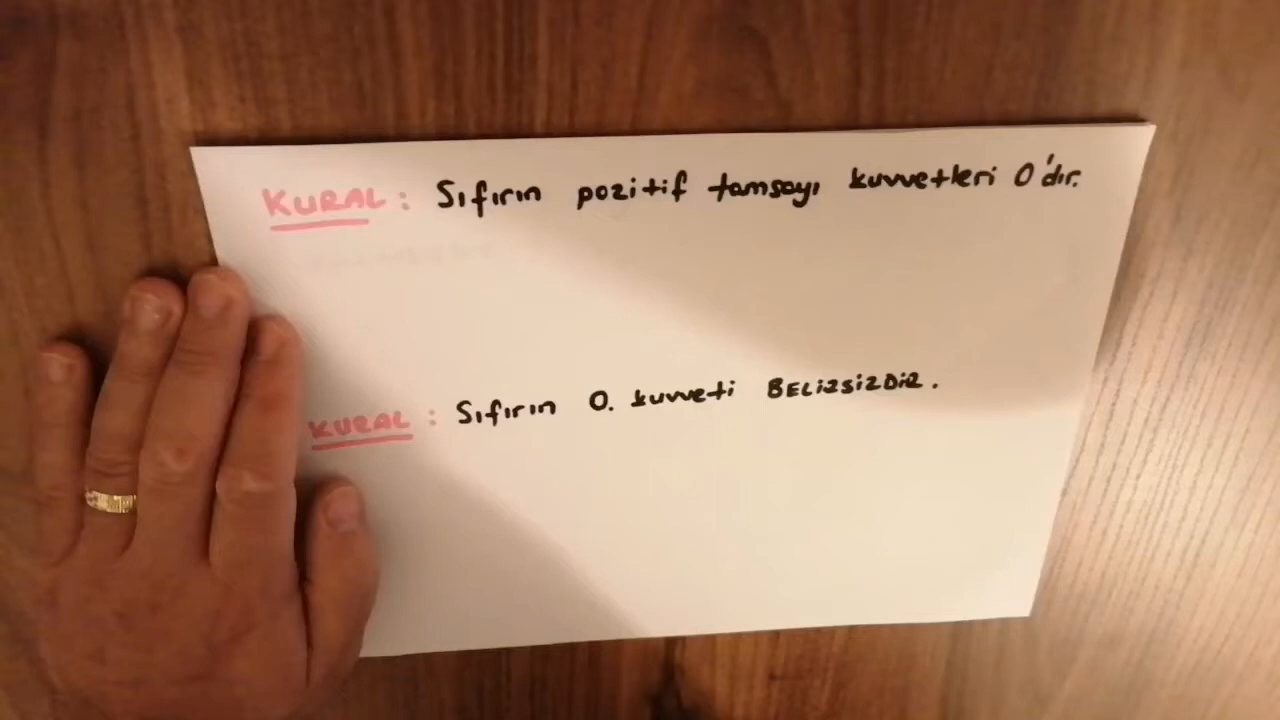 KURAL : Sıfırın pozitif tamsayı kuvvetleri 0'dır.
KURAL : Sıfırın 0. kuvveti BELİRSİZDİR.